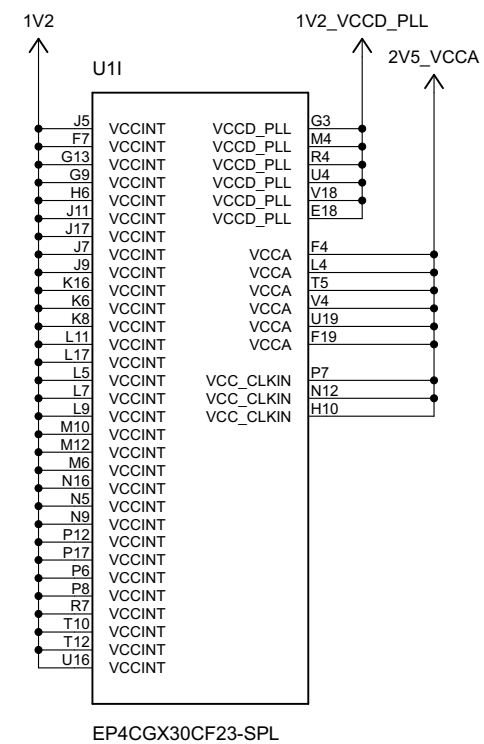 1V2
1V2_VCCD_PLL
2V5_VCCA
U1I
J5 VCCINT VCCD_PLL G3
F7 VCCINT VCCD_PLL M4
G13 VCCINT VCCD_PLL R4
G9 VCCINT VCCD_PLL U4
H6 VCCINT VCCD_PLL V18
J11 VCCINT VCCD_PLL E18
J17 VCCINT
J7 VCCINT VCCA F4
J9 VCCINT VCCA L4
K16 VCCINT VCCA T5
K6 VCCINT VCCA V4
K8 VCCINT VCCA U19
L11 VCCINT VCCA F19
L17 VCCINT
L5 VCCINT VCC_CLKIN P7
L7 VCCINT VCC_CLKIN N12
L9 VCCINT VCC_CLKIN H10
M10 VCCINT
M12 VCCINT
M6 VCCINT
N16 VCCINT
N5 VCCINT
N9 VCCINT
P12 VCCINT
P17 VCCINT
P6 VCCINT
P8 VCCINT
R7 VCCINT
T10 VCCINT
T12 VCCINT
U16 VCCINT
EP4CGX30CF23-SPL